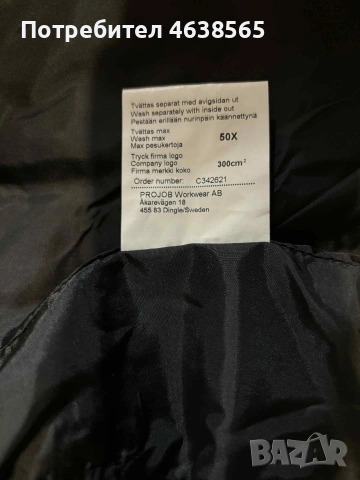 Потребител 4638565
Tvättas separat med avigsidan ut
Wash separately with inside out
Pestään erillään nurinpäin käännettynä
Tvättas max
Wash max 50X
Max pesukertoja
Tryck firma logo
Company logo 300cm²
Firma merkki koko
Order number: C342621
PROJOB Workwear AB
Åkarevägen 18
455 83 Dingle/Sweden
BAZAR